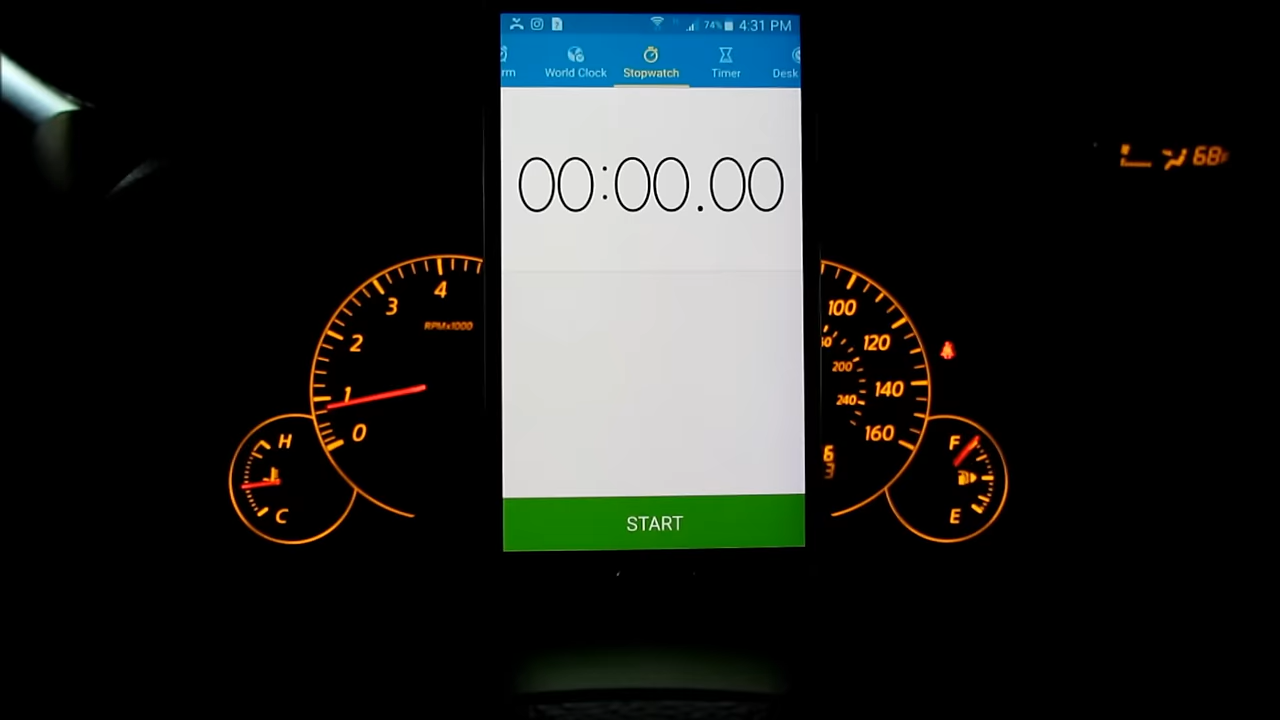 74% 4:31 PM
rm World Clock Stopwatch Timer Desk
00:00.00
START
4
3
2
1
0
RPMx1000
H
C
100
120
140
160
200
240
F
E
68F